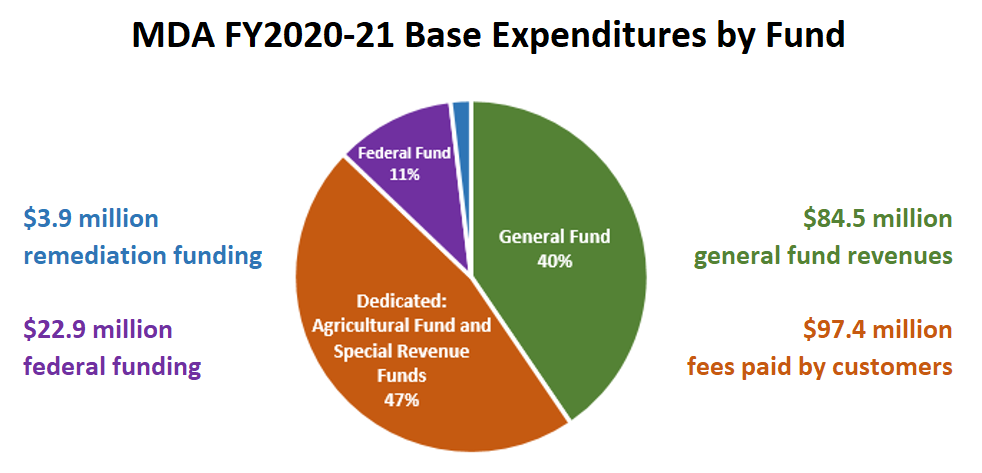 MDA FY2020-21 Base Expenditures by Fund
Federal Fund
11%
$3.9 million
remediation funding
$22.9 million
federal funding
General Fund
40%
Dedicated:
Agricultural Fund and
Special Revenue
Funds
47%
$84.5 million
general fund revenues
$97.4 million
fees paid by customers